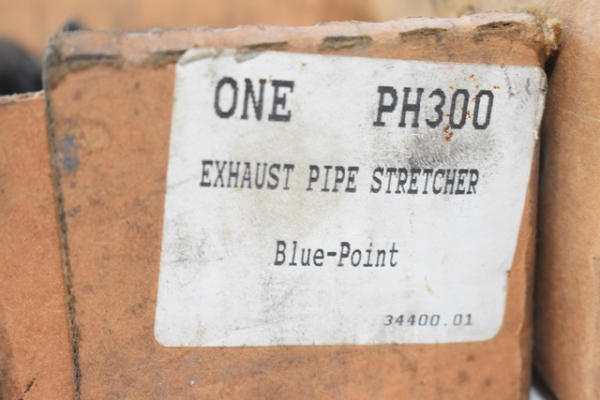 ONE PH300
EXHAUST PIPE STRETCHER
Blue-Point
34400.01